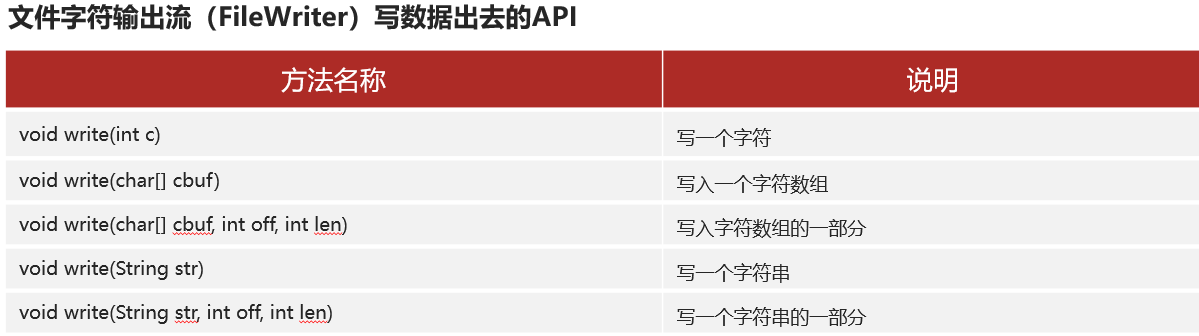 文件字符输出流（FileWriter）写数据出去的API
方法名称 说明
void write(int c) 写一个字符
void write(char[] cbuf) 写入一个字符数组
void write(char[] cbuf, int off, int len) 写入字符数组的一部分
void write(String str) 写一个字符串
void write(String str, int off, int len) 写一个字符串的一部分